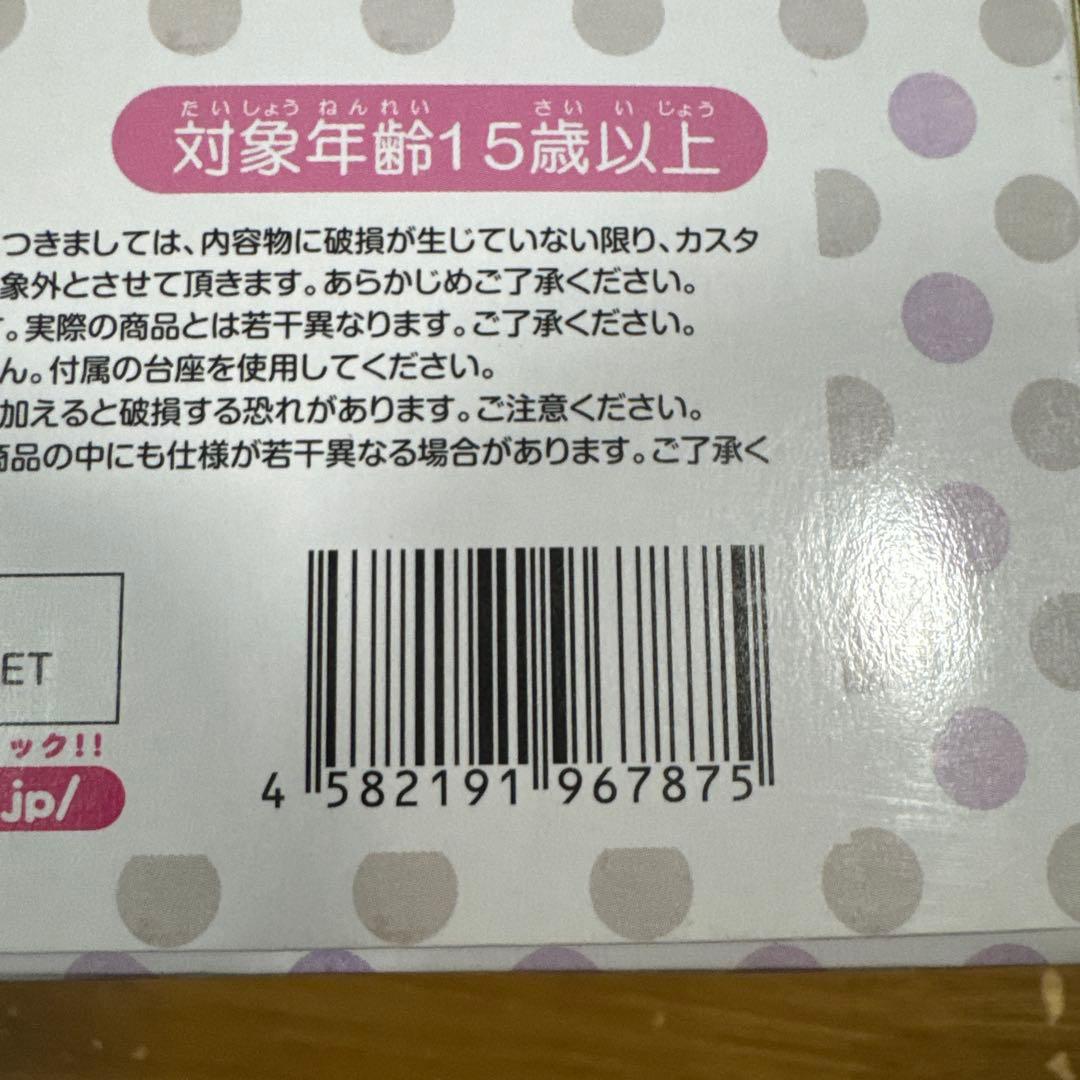 たいしょうねんれい さい い じょう
対象年齢15歳以上
つきましては、内容物に破損が生じていない限り、カスタ
象外とさせて頂きます。あらかじめご了承ください。
。実際の商品とは若干異なります。ご了承ください。
ん。付属の台座を使用してください。
加えると破損する恐れがあります。ご注意ください。
商品の中にも仕様が若干異なる場合があります。ご了承く
ET
ック!!
.jp/
4 582191 967875